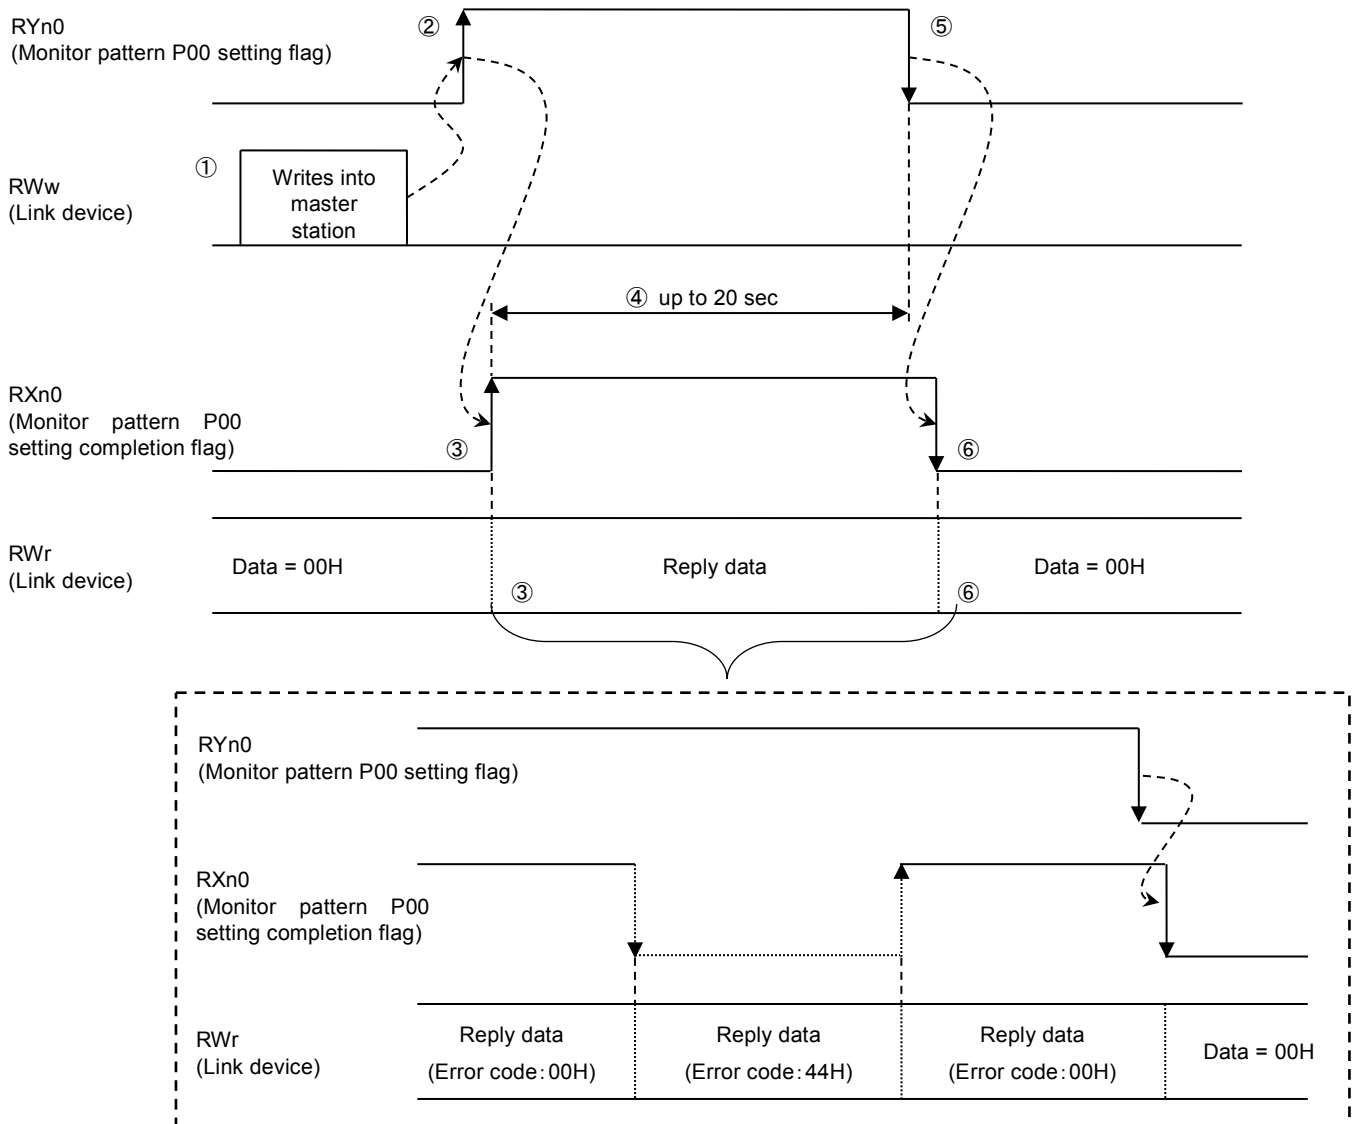 RYn0
(Monitor pattern P00 setting flag)
②
⑤
①
RWw
(Link device)
Writes into
master
station
④ up to 20 sec
RXn0
(Monitor pattern P00
setting completion flag)
③
⑥
RWr
(Link device)
Data = 00H
Reply data
Data = 00H
③
⑥
RYn0
(Monitor pattern P00 setting flag)
RXn0
(Monitor pattern P00
setting completion flag)
RWr
(Link device)
Reply data
(Error code:00H)
Reply data
(Error code:44H)
Reply data
(Error code:00H)
Data = 00H